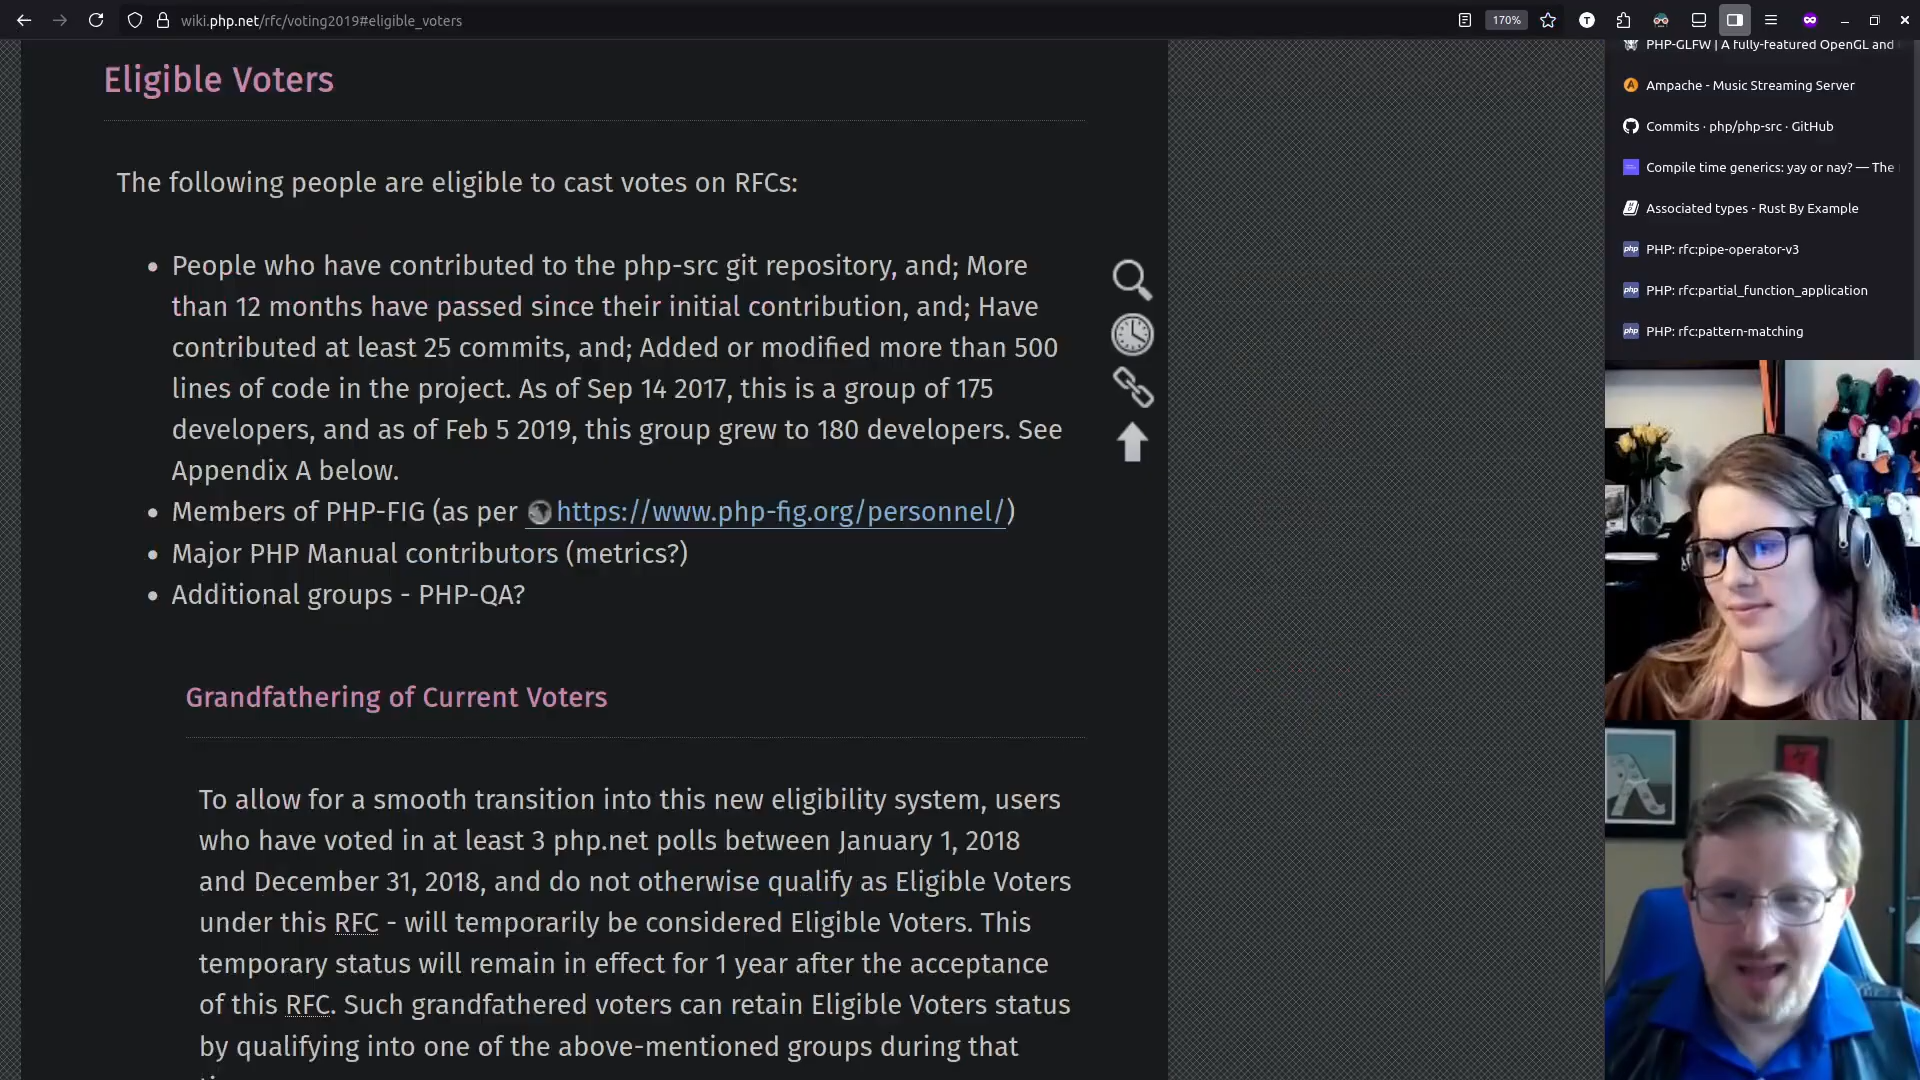 wiki.php.net/rfc/voting2019#eligible_voters
170%
Eligible Voters
The following people are eligible to cast votes on RFCs:
• People who have contributed to the php-src git repository, and; More
than 12 months have passed since their initial contribution, and; Have
contributed at least 25 commits, and; Added or modified more than 500
lines of code in the project. As of Sep 14 2017, this is a group of 175
developers, and as of Feb 5 2019, this group grew to 180 developers. See
Appendix A below.
• Members of PHP-FIG (as per https://www.php-fig.org/personnel/)
• Major PHP Manual contributors (metrics?)
• Additional groups - PHP-QA?
Grandfathering of Current Voters
To allow for a smooth transition into this new eligibility system, users
who have voted in at least 3 php.net polls between January 1, 2018
and December 31, 2018, and do not otherwise qualify as Eligible Voters
under this RFC - will temporarily be considered Eligible Voters. This
temporary status will remain in effect for 1 year after the acceptance
of this RFC. Such grandfathered voters can retain Eligible Voters status
by qualifying into one of the above-mentioned groups during that
PHP-GLFW | A fully-featured OpenGL and
Ampache - Music Streaming Server
Commits · php/php-src · GitHub
Compile time generics: yay or nay? — The
Associated types - Rust By Example
php PHP: rfc:pipe-operator-v3
php PHP: rfc:partial_function_application
php PHP: rfc:pattern-matching